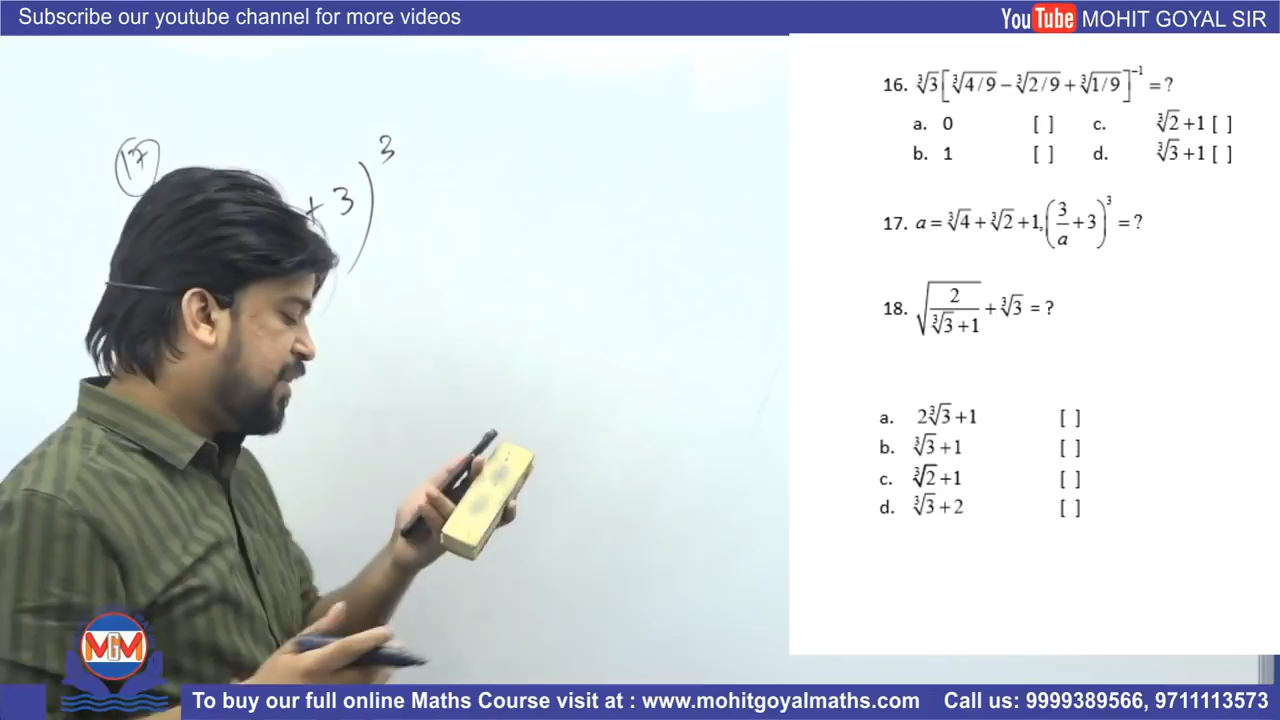 Subscribe our youtube channel for more videos
YouTube MOHIT GOYAL SIR
17
+ 3)³
16. ∛3[∛4/9 − ∛2/9 + ∛1/9]⁻¹ = ?
a. 0 [ ] c. ∛2 +1 [ ]
b. 1 [ ] d. ∛3 +1 [ ]
17. a = ∛4 + ∛2 +1, (3/a + 3)³ = ?
18. √(2/(∛3 +1)) + ∛3 = ?
a. 2∛3 +1 [ ]
b. ∛3 +1 [ ]
c. ∛2 +1 [ ]
d. ∛3 + 2 [ ]
MGM
To buy our full online Maths Course visit at : www.mohitgoyalmaths.com Call us: 9999389566, 9711113573